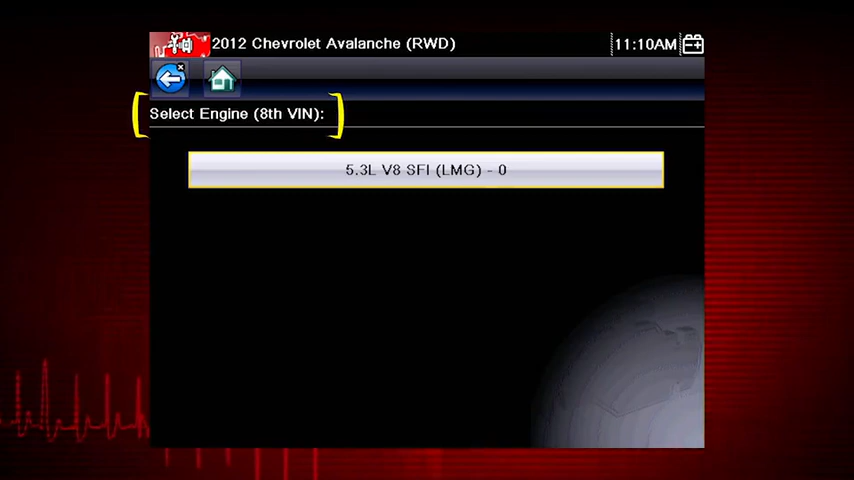 2012 Chevrolet Avalanche (RWD)
11:10AM
Select Engine (8th VIN):
5.3L V8 SFI (LMG) - 0